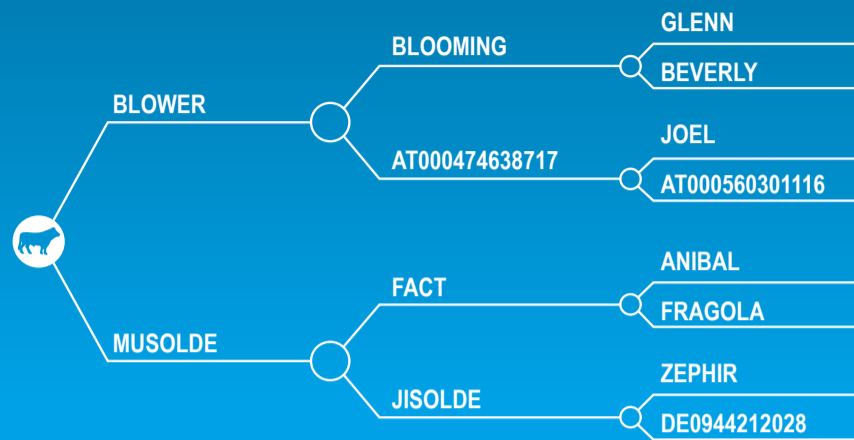 GLENN
BLOOMING
BEVERLY
BLOWER
JOEL
AT000474638717
AT000560301116
ANIBAL
FACT
FRAGOLA
MUSOLDE
ZEPHIR
JISOLDE
DE0944212028